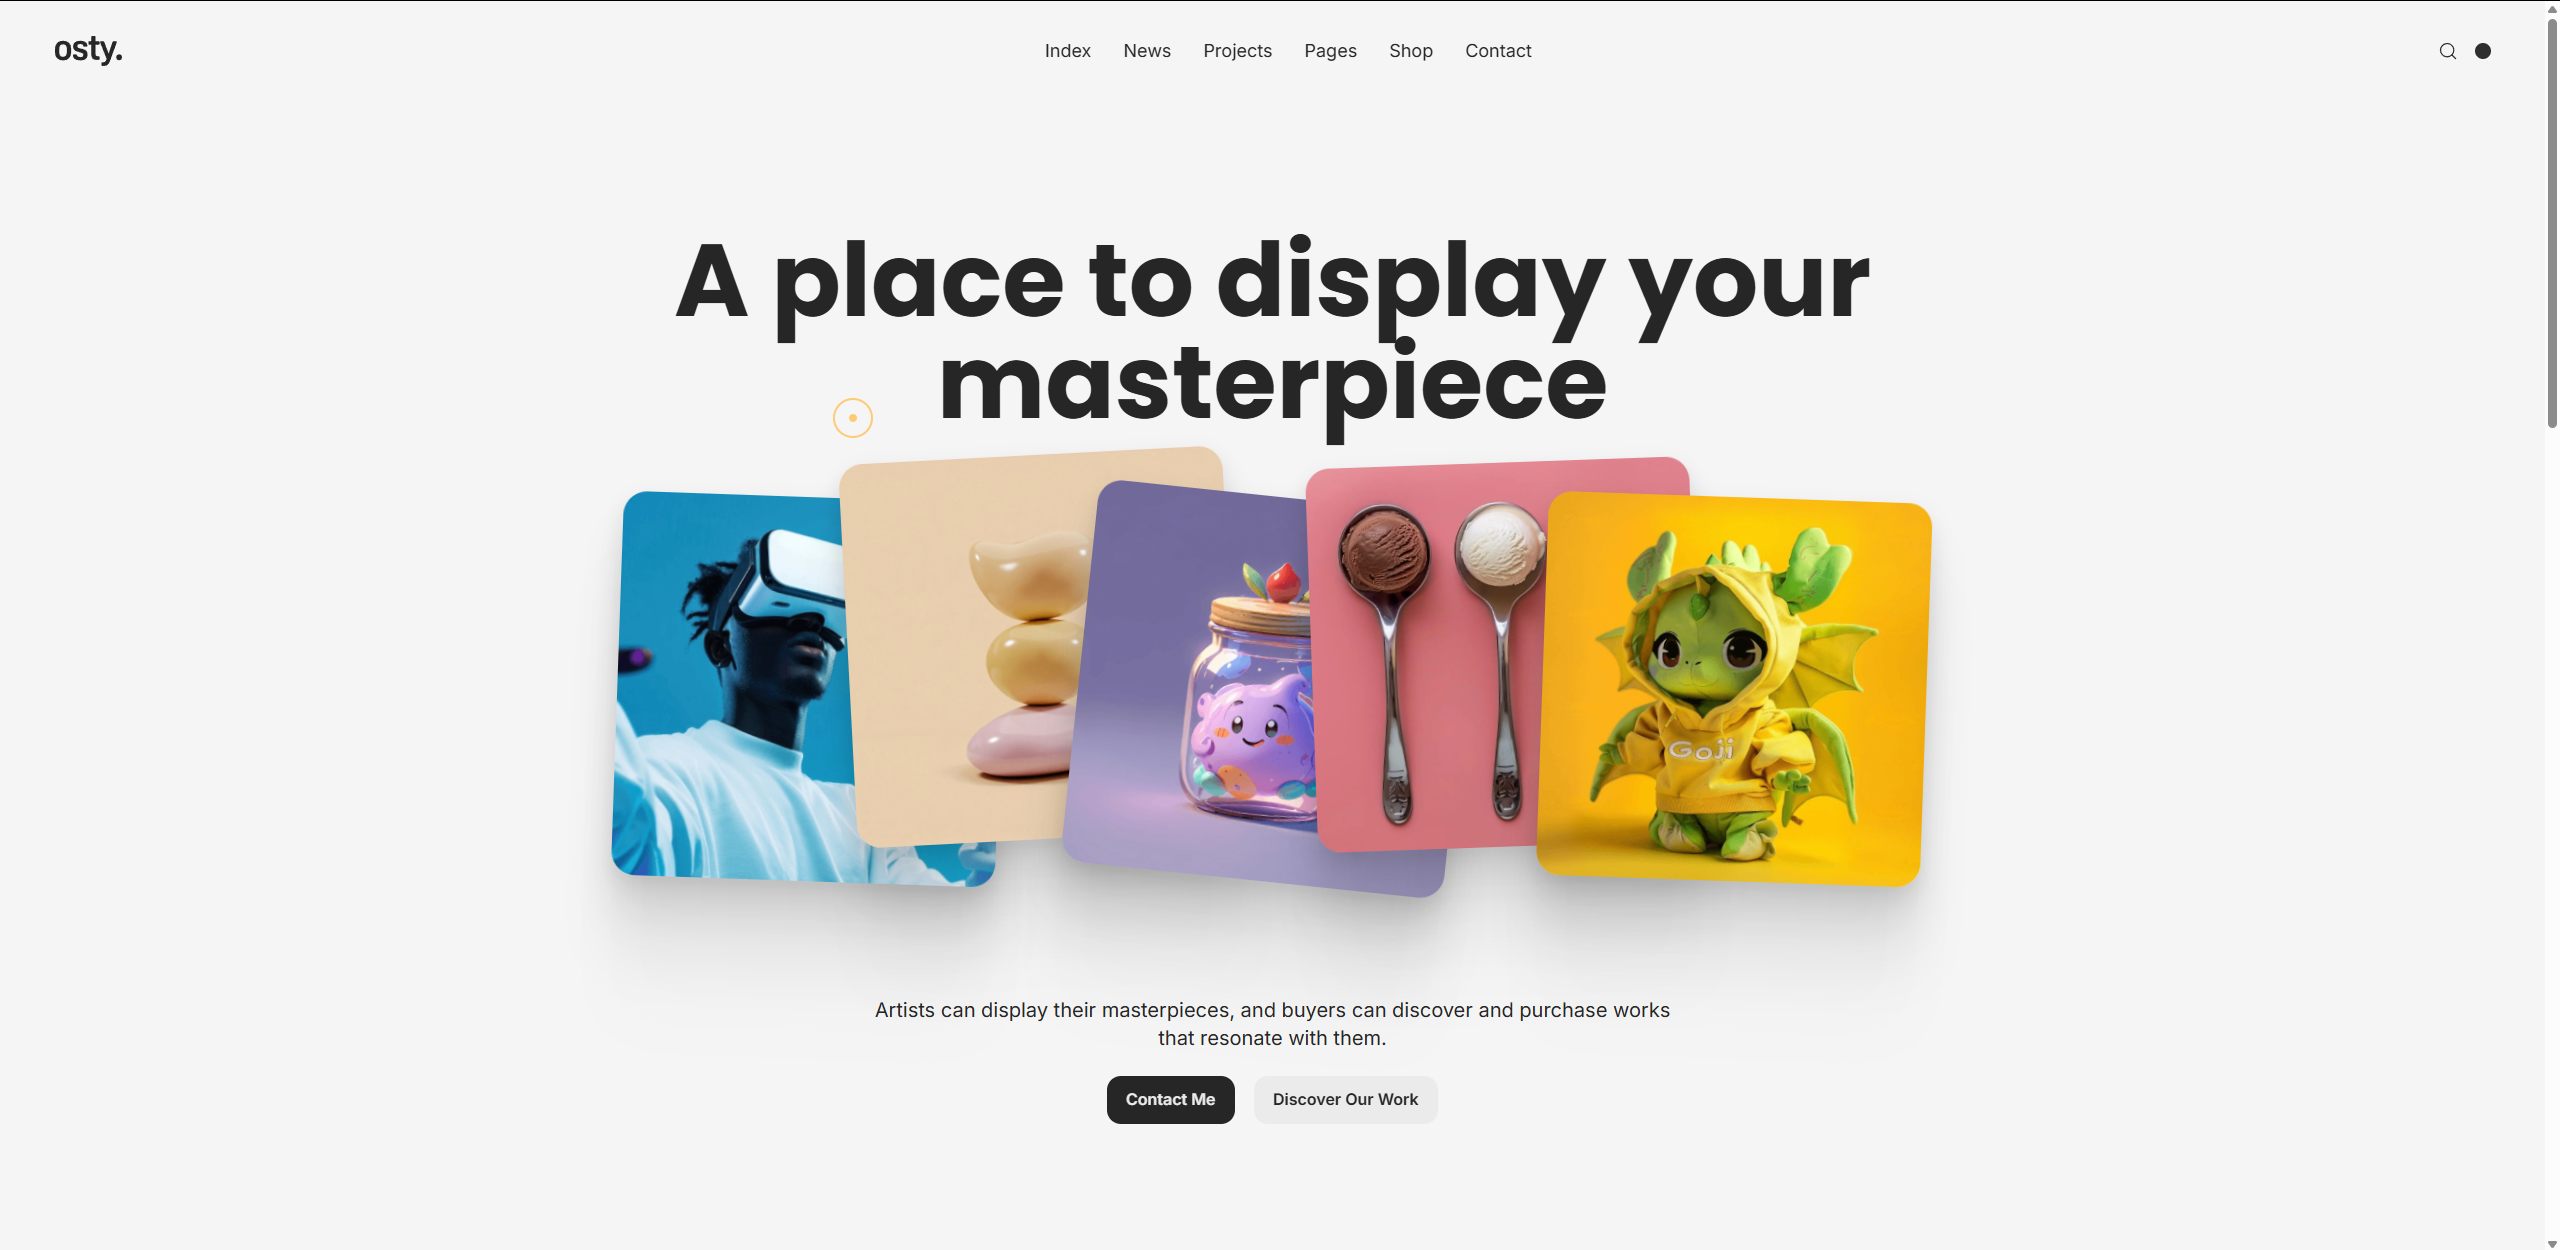 osty.
Index News Projects Pages Shop Contact
A place to display your
masterpiece
Goji
Artists can display their masterpieces, and buyers can discover and purchase works
that resonate with them.
Contact Me Discover Our Work